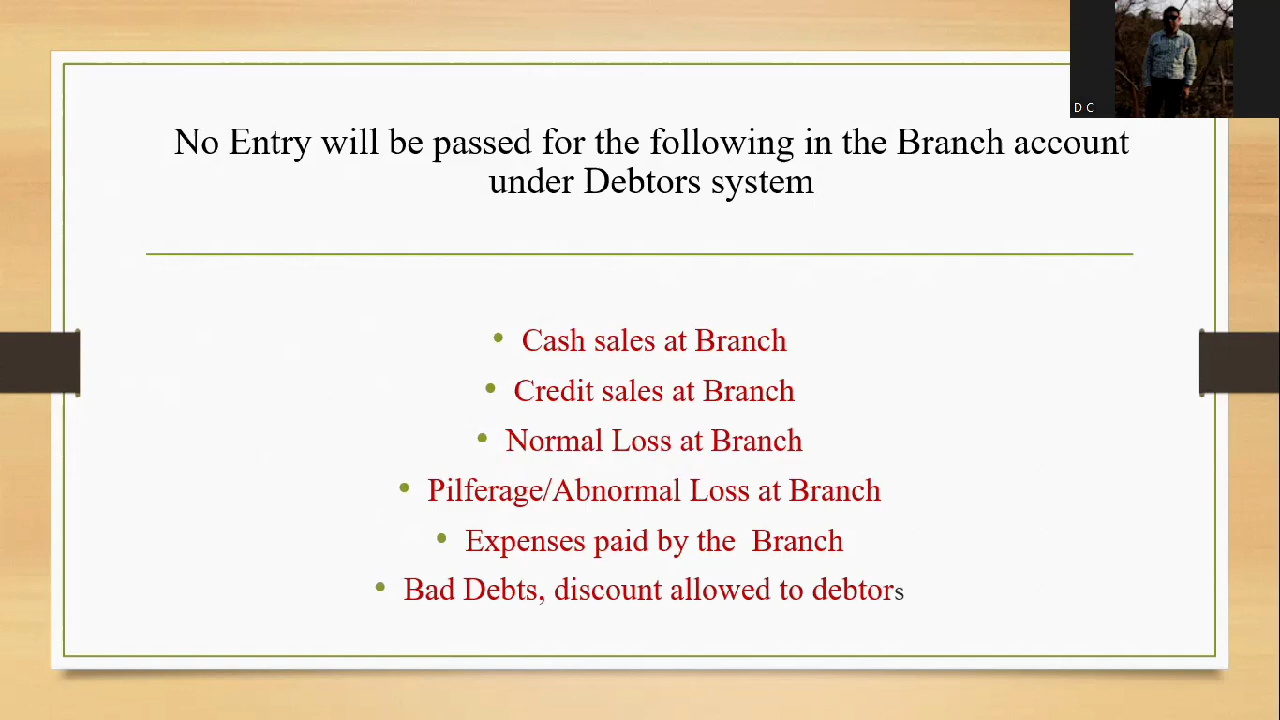 D C
No Entry will be passed for the following in the Branch account
under Debtors system
• Cash sales at Branch
• Credit sales at Branch
• Normal Loss at Branch
• Pilferage/Abnormal Loss at Branch
• Expenses paid by the Branch
• Bad Debts, discount allowed to debtors